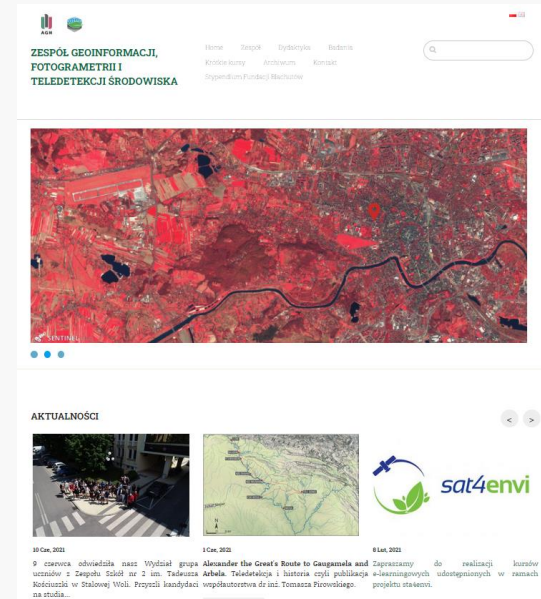 AGH
ZESPÓŁ GEOINFORMACJI,
FOTOGRAMETRII I
TELEDETEKCJI ŚRODOWISKA
Home Zespół Dydaktyka Badania
Krótkie kursy Archiwum Kontakt
Stypendium Fundacji Blachutów
SENTINEL
AKTUALNOŚCI
< >
sat4envi
10 Cze, 2021
9 czerwca odwiedziła nasz Wydział grupa
uczniów z Zespołu Szkół nr 2 im. Tadeusza
Kościuszki w Stalowej Woli. Przyszli kandydaci
na studia...
1 Cze, 2021
Alexander the Great's Route to Gaugamela and
Arbela. Teledetekcja i historia czyli publikacja
współautorstwa dr inż. Tomasza Pirowskiego.
8 Lut, 2021
Zapraszamy do realizacji kursów
e-learningowych udostępnionych w ramach
projektu sta4envi.